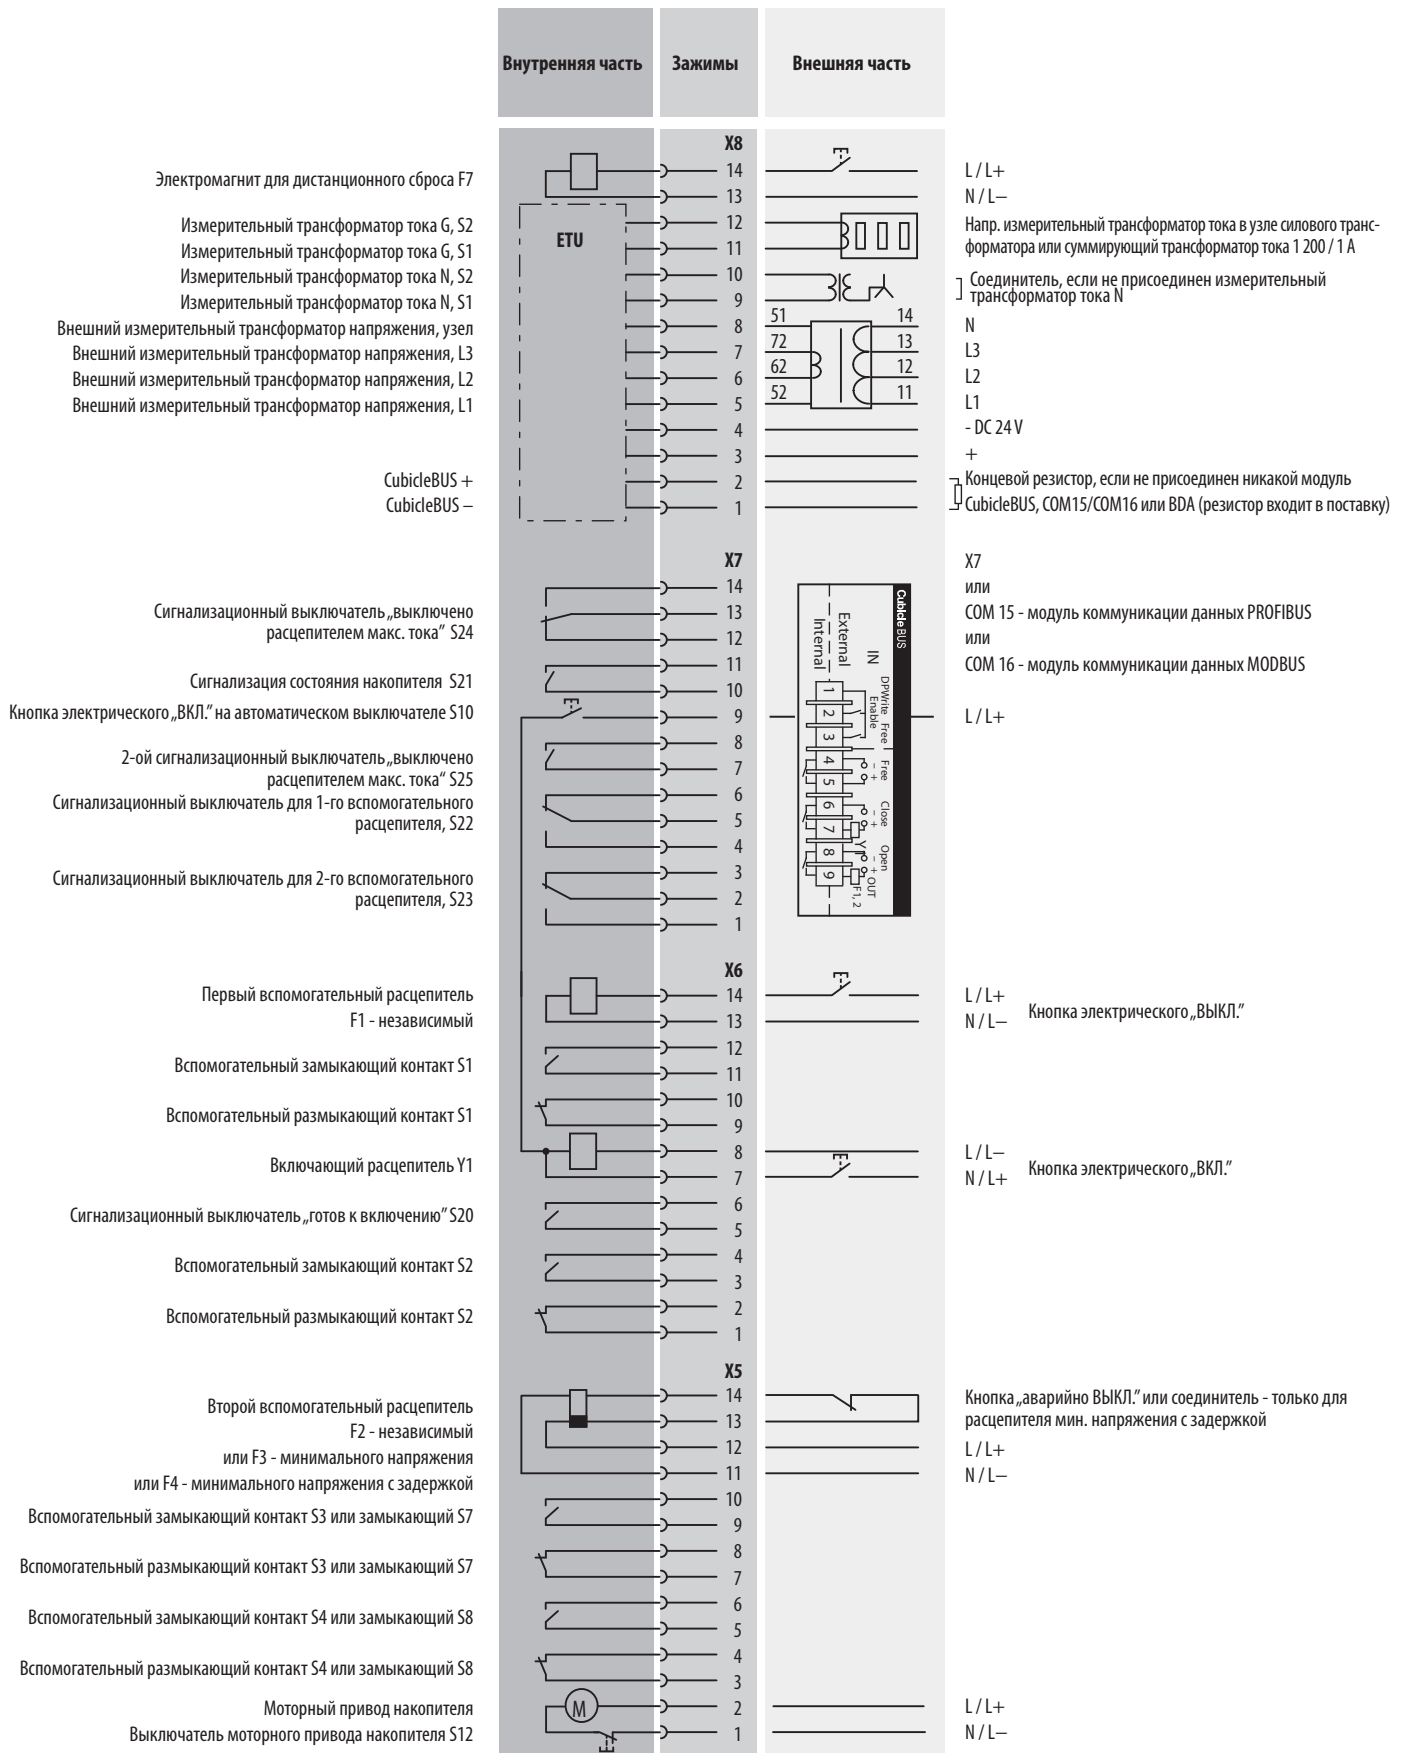 Внутренняя часть Зажимы Внешняя часть
X8
Электромагнит для дистанционного сброса F7
14 L / L+
13 N / L−
ETU
Измерительный трансформатор тока G, S2 12 Напр. измерительный трансформатор тока в узле силового транс-
Измерительный трансформатор тока G, S1 11 форматора или суммирующий трансформатор тока 1 200 / 1 A
Измерительный трансформатор тока N, S2 10 Соединитель, если не присоединен измерительный
Измерительный трансформатор тока N, S1 9 трансформатор тока N
Внешний измерительный трансформатор напряжения, узел 8 51 14 N
Внешний измерительный трансформатор напряжения, L3 7 72 13 L3
Внешний измерительный трансформатор напряжения, L2 6 62 12 L2
Внешний измерительный трансформатор напряжения, L1 5 52 11 L1
4 - DC 24 V
3 +
CubicleBUS + 2 Концевой резистор, если не присоединен никакой модуль
CubicleBUS − 1 CubicleBUS, COM15/COM16 или BDA (резистор входит в поставку)
X7 X7
14 или
Сигнализационный выключатель „выключено 13 COM 15 - модуль коммуникации данных PROFIBUS
расцепителем макс. тока” S24 12 или
11 COM 16 - модуль коммуникации данных MODBUS
Сигнализация состояния накопителя S21 10
Кнопка электрического „ВКЛ.” на автоматическом выключателе S10 9 L / L+
8
2-ой сигнализационный выключатель „выключено 7
расцепителем макс. тока“ S25
Сигнализационный выключатель для 1-го вспомогательного 6
расцепителя, S22 5
4
Сигнализационный выключатель для 2-го вспомогательного 3
расцепителя, S23 2
1
Cubicle BUS
External
Internal
IN
DPWrite
Enable
Free
Free
- +
Close
- +
Open
- +
OUT
Y1
F1, 2
1
2
3
4
5
6
7
8
9
X6
Первый вспомогательный расцепитель 14 L / L+ Кнопка электрического „ВЫКЛ.”
F1 - независимый 13 N / L−
12
Вспомогательный замыкающий контакт S1 11
10
Вспомогательный размыкающий контакт S1 9
8 L / L−
Включающий расцепитель Y1 7 N / L+ Кнопка электрического „ВКЛ.”
6
Сигнализационный выключатель „готов к включению” S20 5
4
Вспомогательный замыкающий контакт S2 3
2
Вспомогательный размыкающий контакт S2 1
X5
Второй вспомогательный расцепитель 14 Кнопка „аварийно ВЫКЛ.” или соединитель - только для
F2 - независимый 13 расцепителя мин. напряжения с задержкой
или F3 - минимального напряжения 12 L / L+
или F4 - минимального напряжения с задержкой 11 N / L−
10
Вспомогательный замыкающий контакт S3 или замыкающий S7 9
8
Вспомогательный размыкающий контакт S3 или замыкающий S7 7
6
Вспомогательный замыкающий контакт S4 или замыкающий S8 5
4
Вспомогательный размыкающий контакт S4 или замыкающий S8 3
Моторный привод накопителя M 2 L / L+
Выключатель моторного привода накопителя S12 1 N / L−